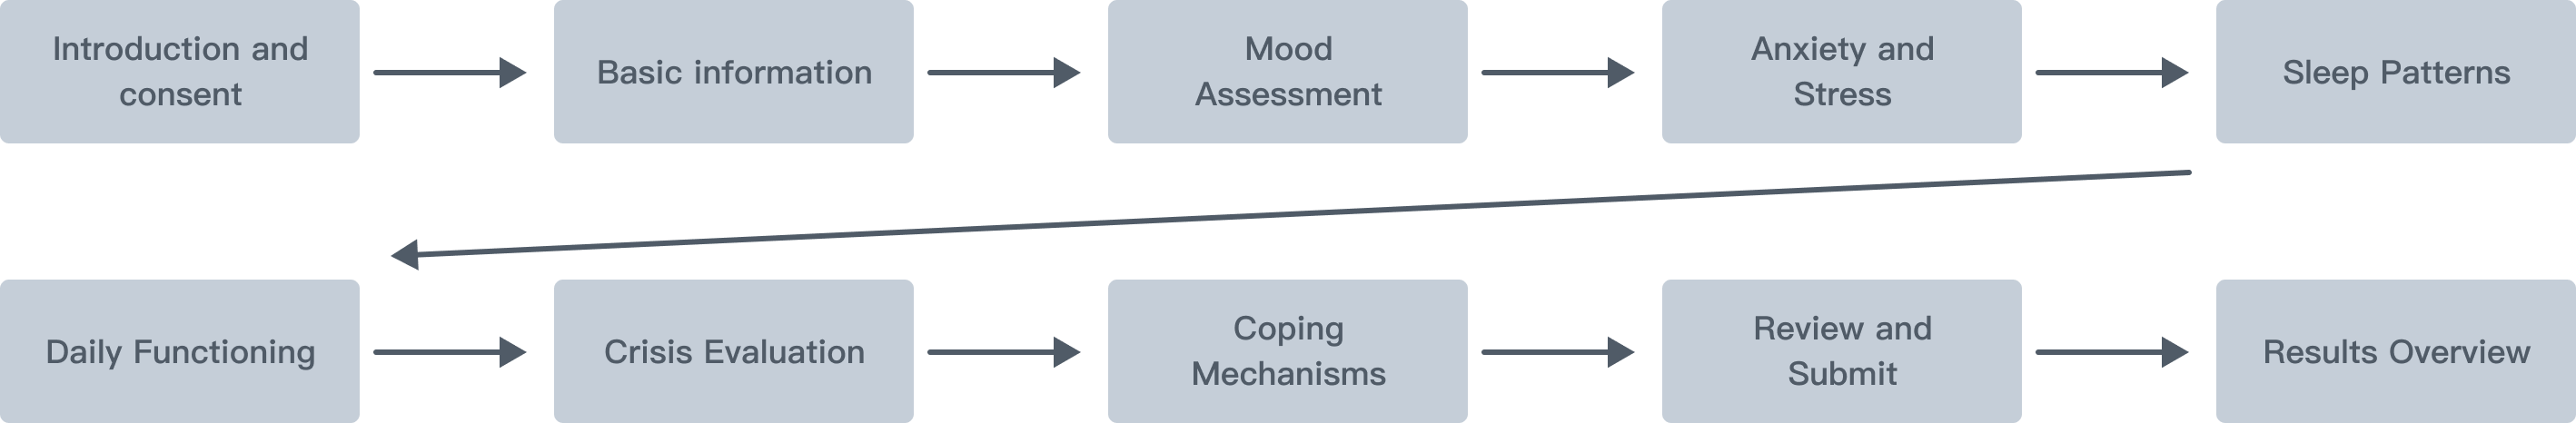 Introduction and
consent
Basic information
Mood
Assessment
Anxiety and
Stress
Sleep Patterns
Daily Functioning
Crisis Evaluation
Coping
Mechanisms
Review and
Submit
Results Overview